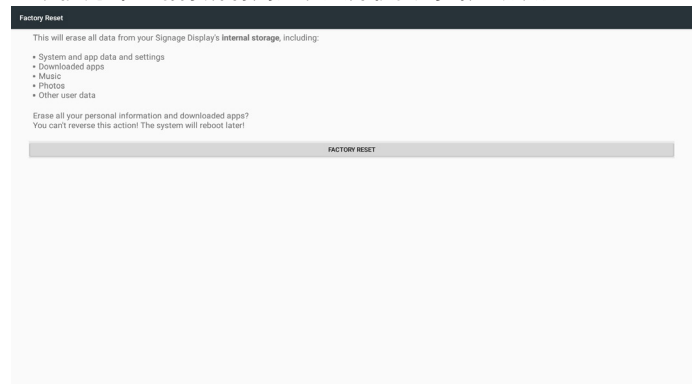 Factory Reset
This will erase all data from your Signage Display's internal storage, including:
• System and app data and settings
• Downloaded apps
• Music
• Photos
• Other user data
Erase all your personal information and downloaded apps?
You can't reverse this action! The system will reboot later!
FACTORY RESET